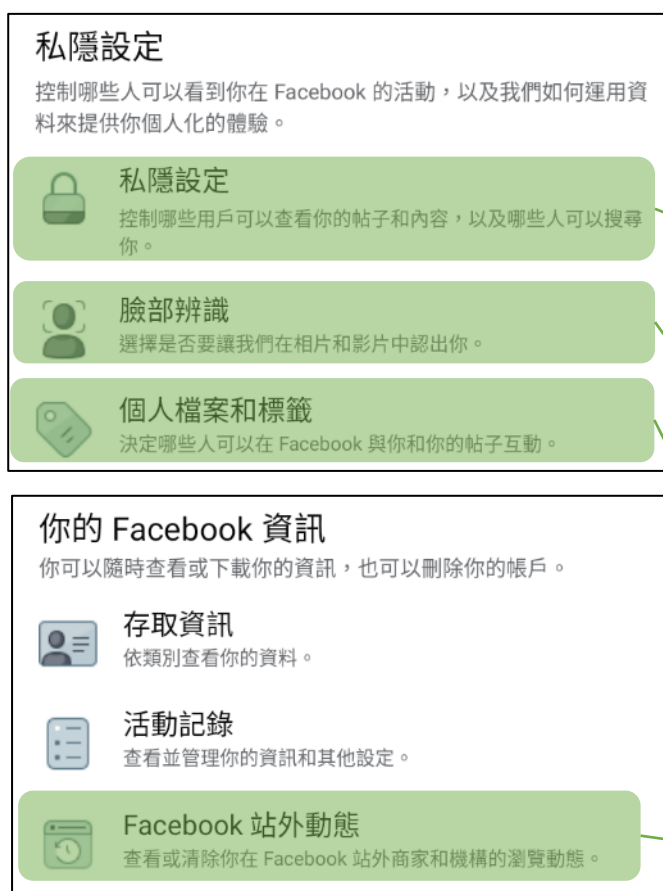 私隱設定
控制哪些人可以看到你在 Facebook 的活動，以及我們如何運用資
料來提供你個人化的體驗。
私隱設定
控制哪些用戶可以查看你的帖子和內容，以及哪些人可以搜尋
你。
臉部辨識
選擇是否要讓我們在相片和影片中認出你。
個人檔案和標籤
決定哪些人可以在 Facebook 與你和你的帖子互動。
你的 Facebook 資訊
你可以隨時查看或下載你的資訊，也可以刪除你的帳戶。
存取資訊
依類別查看你的資料。
活動記錄
查看並管理你的資訊和其他設定。
Facebook 站外動態
查看或清除你在 Facebook 站外商家和機構的瀏覽動態。